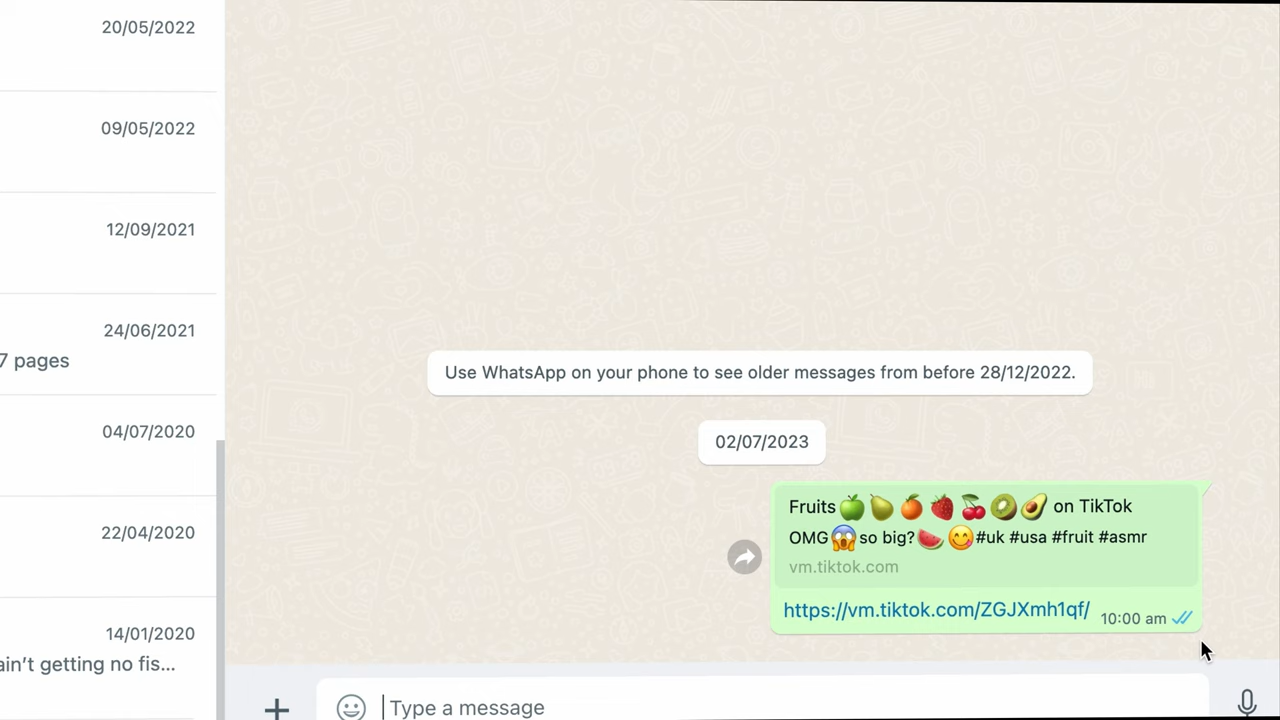 20/05/2022
09/05/2022
12/09/2021
24/06/2021
7 pages
04/07/2020
22/04/2020
14/01/2020
ain't getting no fis...
Use WhatsApp on your phone to see older messages from before 28/12/2022.
02/07/2023
Fruits🍏🍐🍊🍓🍒🥝🥑 on TikTok
OMG😱so big?🍉😋#uk #usa #fruit #asmr
vm.tiktok.com
https://vm.tiktok.com/ZGJXmh1qf/ 10:00 am
Type a message